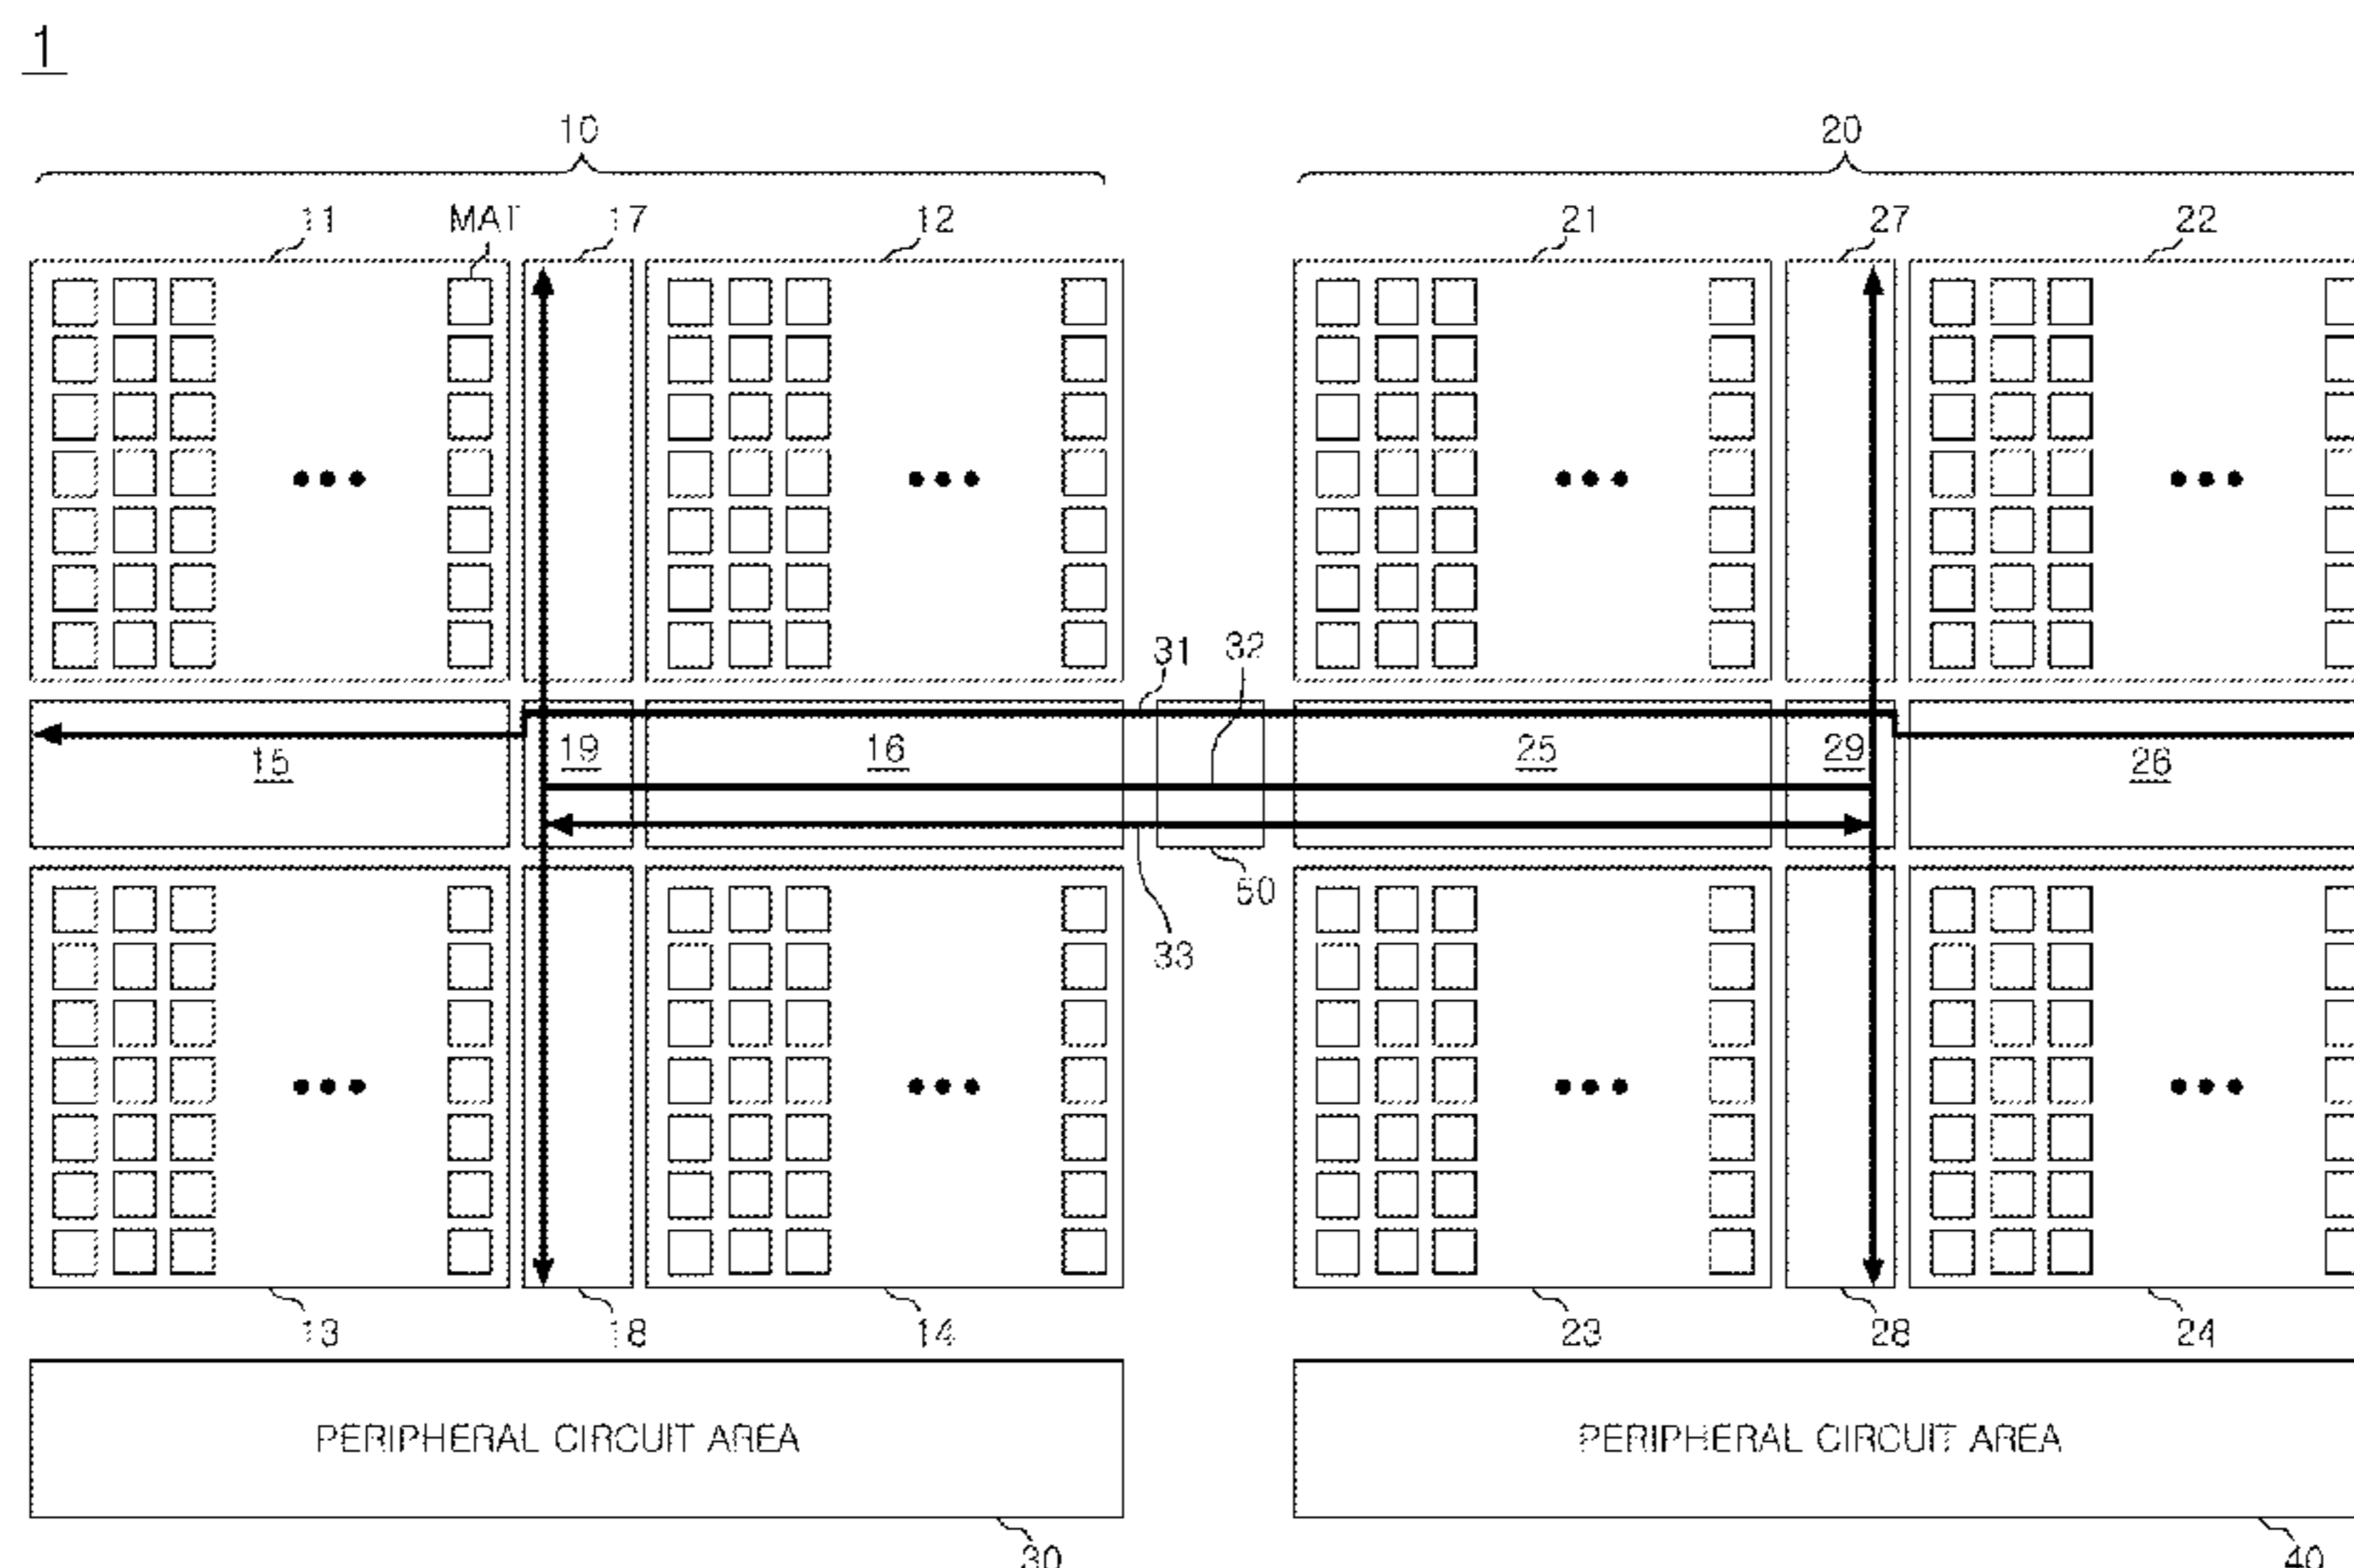 1
10 20
11 MAT 17 12 21 27 22
31 32
15 19 16 25 29 26
50
33
13 18 14 23 28 24
PERIPHERAL CIRCUIT AREA PERIPHERAL CIRCUIT AREA
30 40